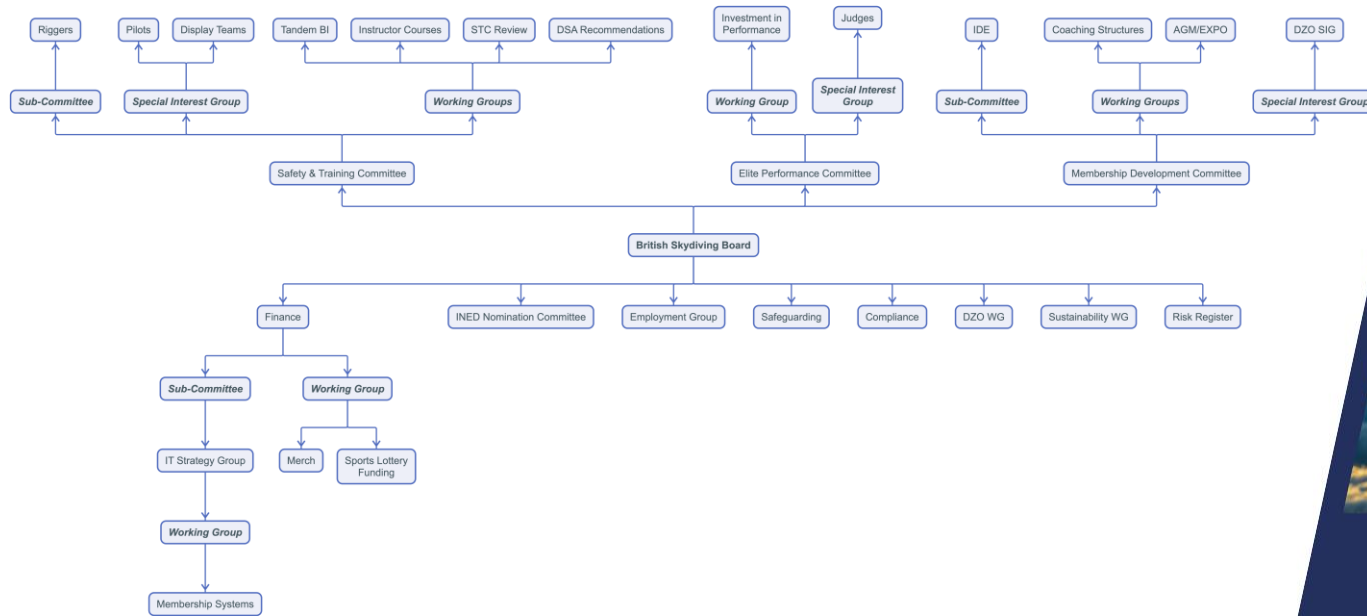 Riggers
Pilots
Display Teams
Tandem BI
Instructor Courses
STC Review
DSA Recommendations
Investment in
Performance
Judges
IDE
Coaching Structures
AGM/EXPO
DZO SIG
Sub-Committee
Special Interest Group
Working Groups
Working Group
Special Interest
Group
Sub-Committee
Working Groups
Special Interest Group
Safety & Training Committee
Elite Performance Committee
Membership Development Committee
British Skydiving Board
Finance
INED Nomination Committee
Employment Group
Safeguarding
Compliance
DZO WG
Sustainability WG
Risk Register
Sub-Committee
Working Group
IT Strategy Group
Merch
Sports Lottery
Funding
Working Group
Membership Systems